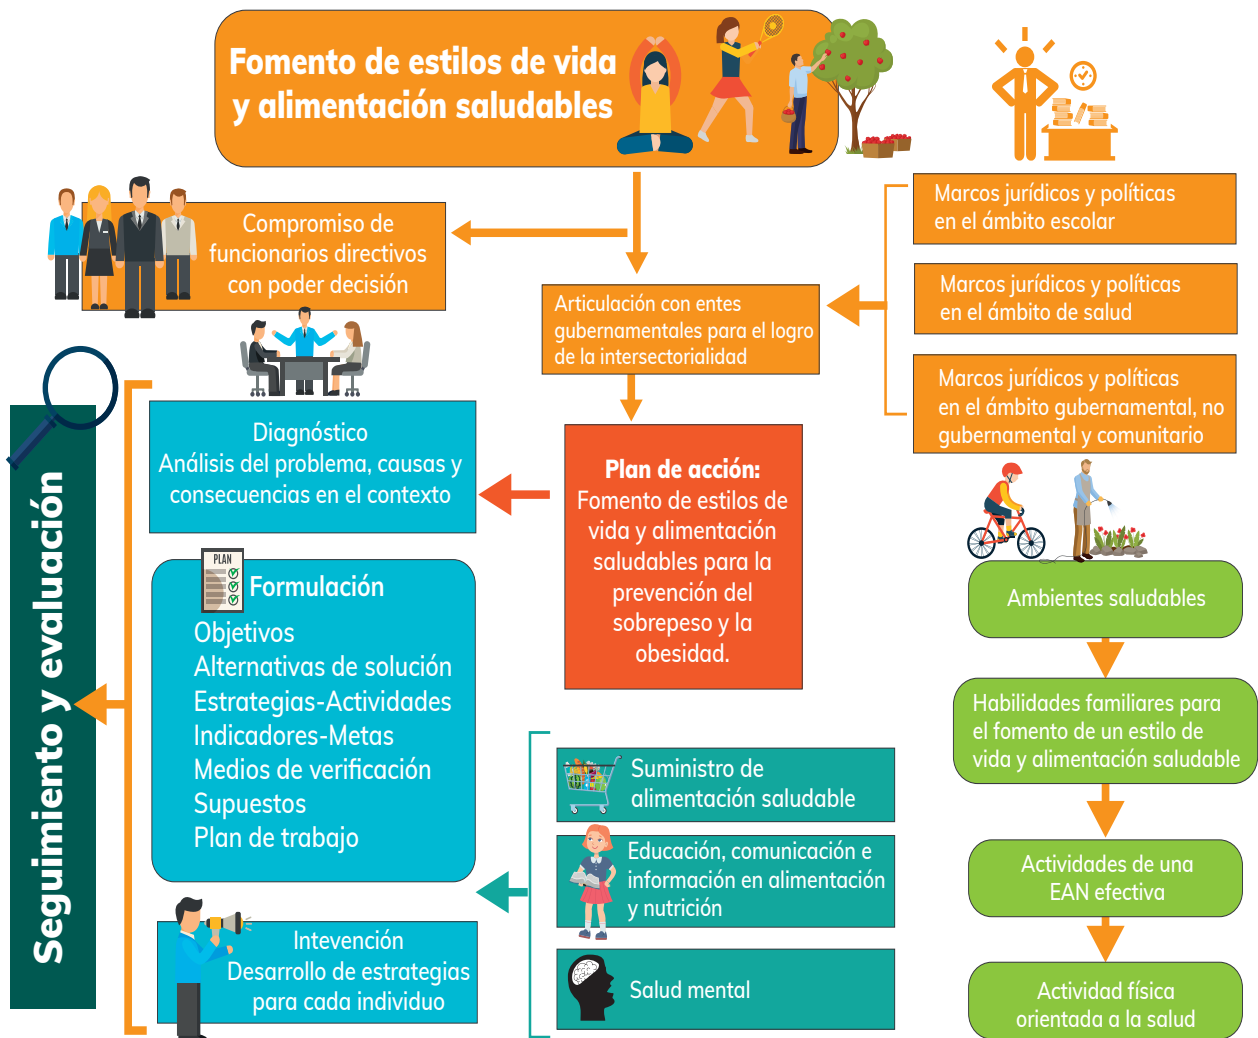 Fomento de estilos de vida
y alimentación saludables
Compromiso de
funcionarios directivos
con poder decisión
Articulación con entes
gubernamentales para el logro
de la intersectorialidad
Marcos jurídicos y políticas
en el ámbito escolar
Marcos jurídicos y políticas
en el ámbito de salud
Marcos jurídicos y políticas
en el ámbito gubernamental, no
gubernamental y comunitario
Seguimiento y evaluación
Diagnóstico
Análisis del problema, causas y
consecuencias en el contexto
Plan de acción:
Fomento de estilos de
vida y alimentación
saludables para la
prevención del
sobrepeso y la
obesidad.
PLAN
Formulación
Objetivos
Alternativas de solución
Estrategias-Actividades
Indicadores-Metas
Medios de verificación
Supuestos
Plan de trabajo
Intevención
Desarrollo de estrategias
para cada individuo
Suministro de
alimentación saludable
Educación, comunicación e
información en alimentación
y nutrición
Salud mental
Ambientes saludables
Habilidades familiares para
el fomento de un estilo de
vida y alimentación saludable
Actividades de una
EAN efectiva
Actividad física
orientada a la salud